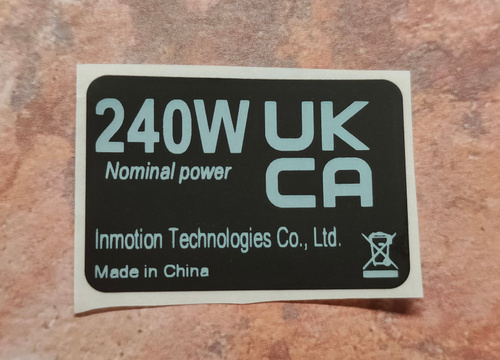 240W UK
CA
Nominal power
Inmotion Technologies Co., Ltd.
Made in China